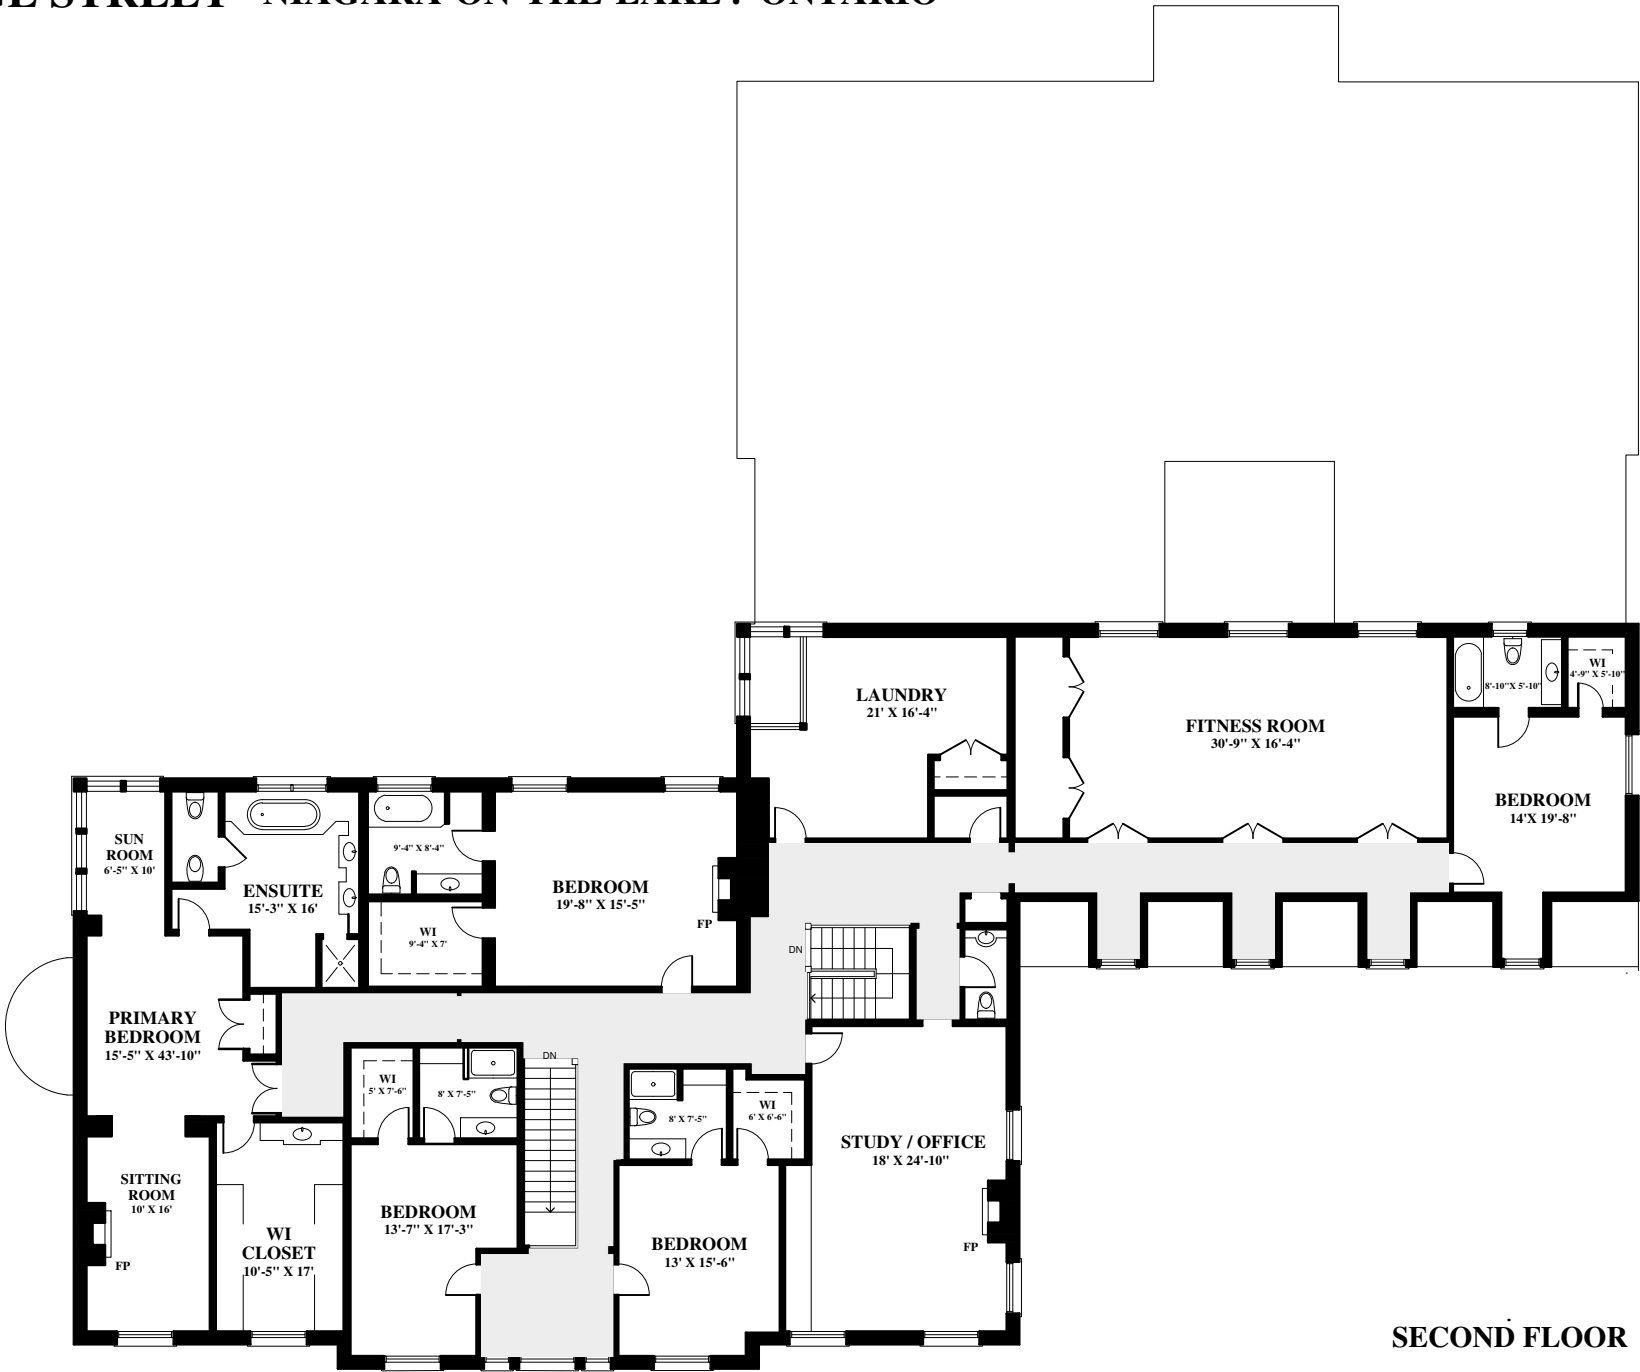 NIAGARA-ON-THE-LAKE, ONTARIO
LAUNDRY
21' X 16'-4"
FITNESS ROOM
30'-9" X 16'-4"
8'-10"X 5'-10"
WI
4'-9" X 5'-10"
BEDROOM
14'X 19'-8"
SUN
ROOM
6'-5" X 10'
ENSUITE
15'-3" X 16'
9'-4" X 8'-4"
WI
9'-4" X 7'
BEDROOM
19'-8" X 15'-5"
FP
DN
PRIMARY
BEDROOM
15'-5" X 43'-10"
WI
5' X 7'-6"
8' X 7'-5"
DN
8' X 7'-5"
WI
6' X 6'-6"
STUDY / OFFICE
18' X 24'-10"
FP
SITTING
ROOM
10' X 16'
FP
WI
CLOSET
10'-5" X 17'
BEDROOM
13'-7" X 17'-3"
BEDROOM
13' X 15'-6"
SECOND FLOOR